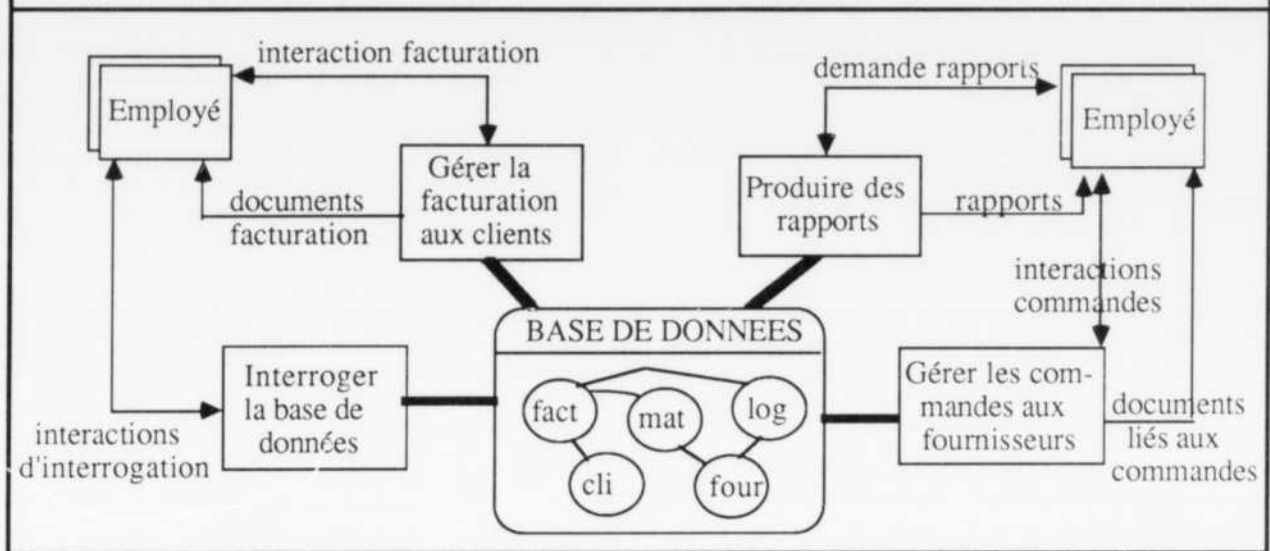 interaction facturation
Employé
Gérer la
facturation
aux clients
documents
facturation
demande rapports
Employé
Produire des
rapports
rapports
interactions
commandes
BASE DE DONNEES
fact
mat
log
cli
four
Interroger
la base de
données
interactions
d'interrogation
Gérer les com-
mandes aux
fournisseurs
documents
liés aux
commandes